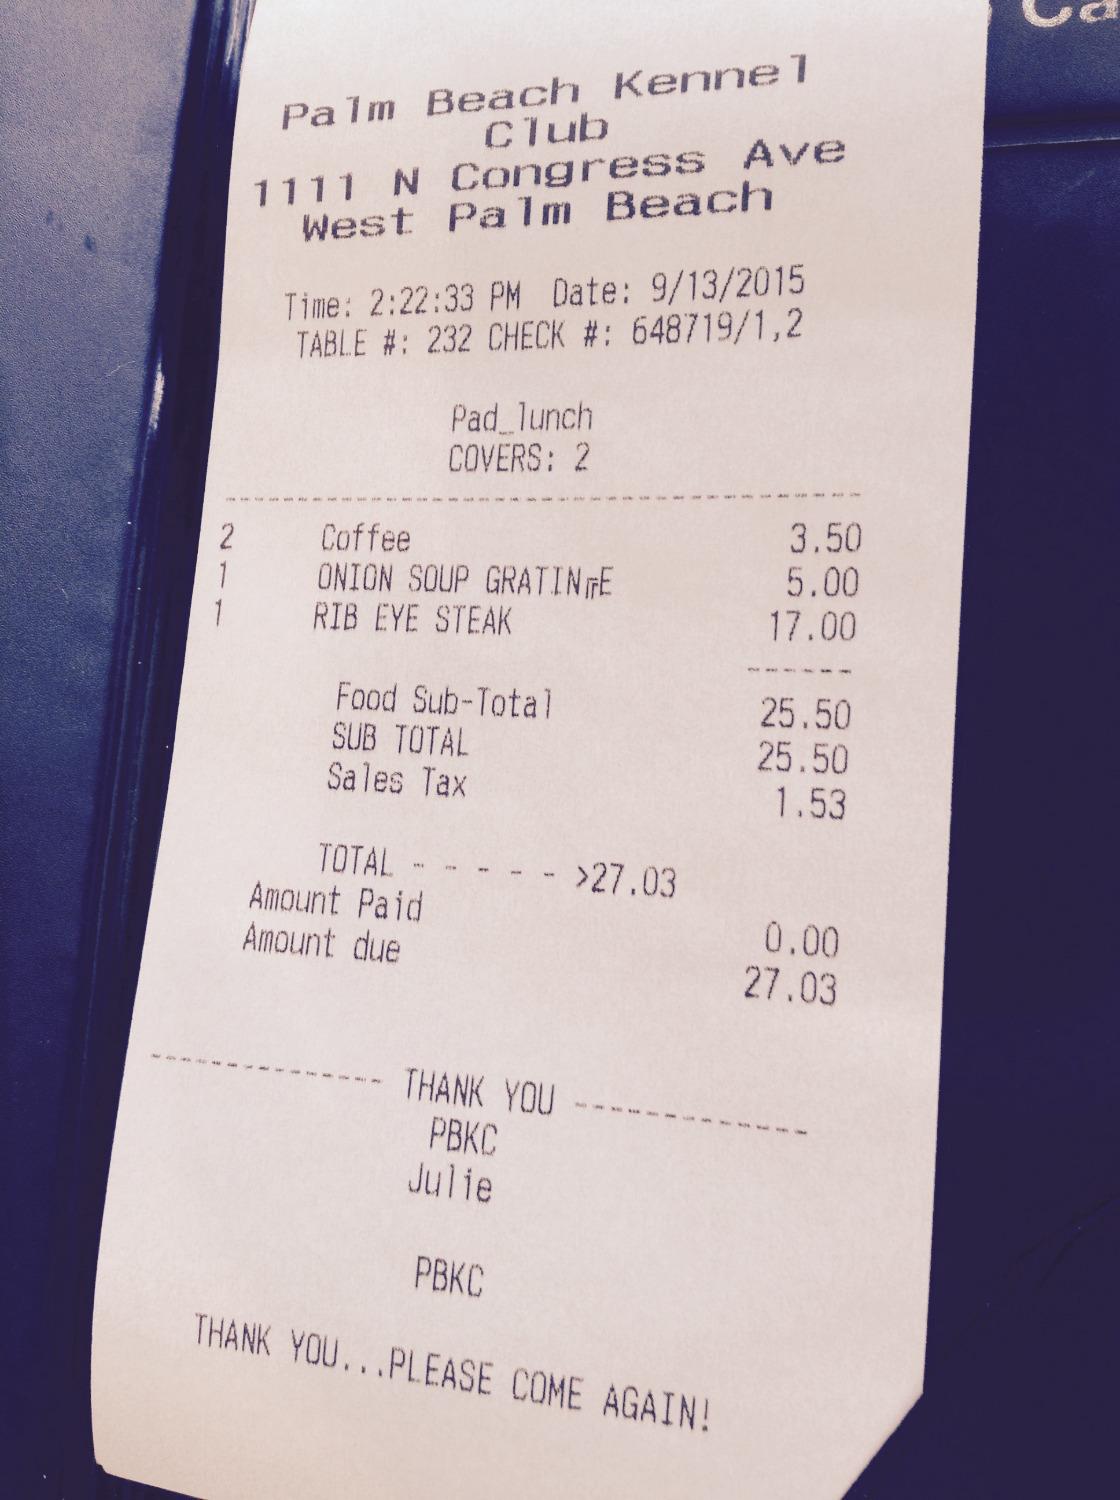 Ca
Palm Beach Kennel
Club
1111 N Congress Ave
West Palm Beach
Time: 2:22:33 PM Date: 9/13/2015
TABLE #: 232 CHECK #: 648719/1,2
Pad_lunch
COVERS: 2
2 Coffee 3.50
1 ONION SOUP GRATIN╓E 5.00
1 RIB EYE STEAK 17.00
Food Sub-Total 25.50
SUB TOTAL 25.50
Sales Tax 1.53
TOTAL - - - - - >27.03
Amount Paid 0.00
Amount due 27.03
------------- THANK YOU -------------
PBKC
Julie
PBKC
THANK YOU...PLEASE COME AGAIN!